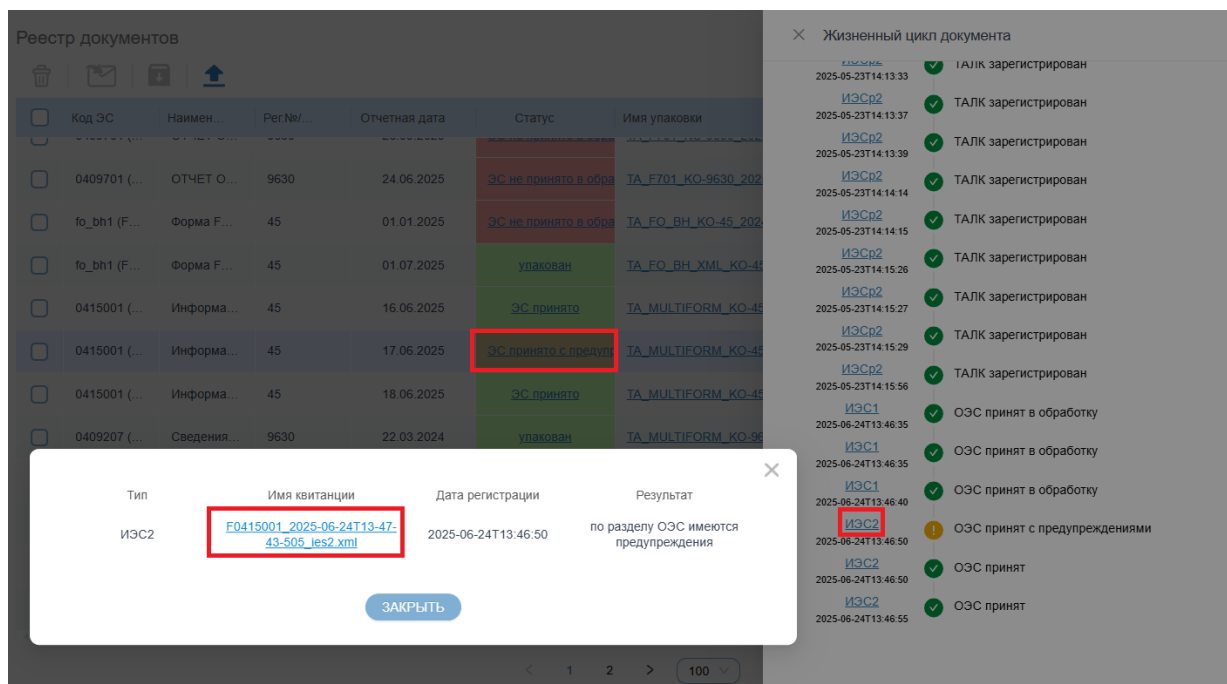 Реестр документов
Код ЭС Наимен... Рег.№/... Отчетная дата Статус Имя упаковки
0409701 (... ОТЧЕТ О... 9630 24.06.2025 ЭС не принято в обра TA_F701_KO-9630_202
fo_bh1 (F... Форма F... 45 01.01.2025 ЭС не принято в обра TA_FO_BH_KO-45_2024
fo_bh1 (F... Форма F... 45 01.07.2025 упакован TA_FO_BH_XML_KO-45
0415001 (... Информа... 45 16.06.2025 ЭС принято TA_MULTIFORM_KO-45
0415001 (... Информа... 45 17.06.2025 ЭС принято с предупр TA_MULTIFORM_KO-45
0415001 (... Информа... 45 18.06.2025 ЭС принято TA_MULTIFORM_KO-45
0409207 (... Сведения... 9630 22.03.2024 упакован TA_MULTIFORM_KO-96
Тип Имя квитанции Дата регистрации Результат
ИЭС2 F0415001_2025-06-24T13-47-
43-505_ies2.xml 2025-06-24T13:46:50 по разделу ОЭС имеются
предупреждения
ЗАКРЫТЬ
< 1 2 > 100
Жизненный цикл документа
ИЭСр2 ТАЛК зарегистрирован
2025-05-23T14:13:33
ИЭСр2 ТАЛК зарегистрирован
2025-05-23T14:13:37
ИЭСр2 ТАЛК зарегистрирован
2025-05-23T14:13:39
ИЭСр2 ТАЛК зарегистрирован
2025-05-23T14:14:14
ИЭСр2 ТАЛК зарегистрирован
2025-05-23T14:14:15
ИЭСр2 ТАЛК зарегистрирован
2025-05-23T14:15:26
ИЭСр2 ТАЛК зарегистрирован
2025-05-23T14:15:27
ИЭСр2 ТАЛК зарегистрирован
2025-05-23T14:15:29
ИЭСр2 ТАЛК зарегистрирован
2025-05-23T14:15:56
ИЭС1 ОЭС принят в обработку
2025-06-24T13:46:35
ИЭС1 ОЭС принят в обработку
2025-06-24T13:46:35
ИЭС1 ОЭС принят в обработку
2025-06-24T13:46:40
ИЭС2 ОЭС принят с предупреждениями
2025-06-24T13:46:50
ИЭС2 ОЭС принят
2025-06-24T13:46:50
ИЭС2 ОЭС принят
2025-06-24T13:46:55